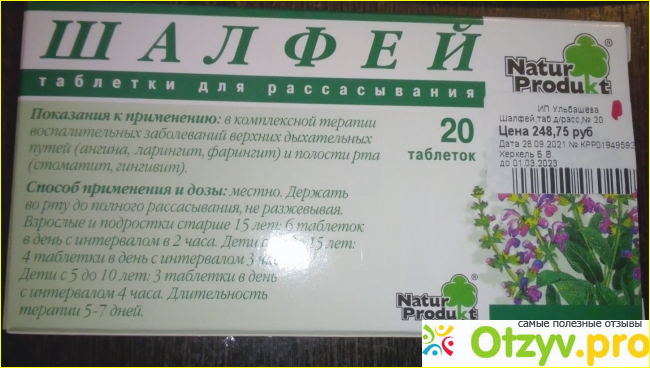 ШАЛФЕЙ
таблетки для рассасывания
Показания к применению: в комплексной терапии
воспалительных заболеваний верхних дыхательных
путей (ангина, ларингит, фарингит) и полости рта
(стоматит, гингивит).
Способ применения и дозы: местно. Держать
во рту до полного рассасывания, не разжевывая.
Взрослые и подростки старше 15 лет: 6 таблеток
в день с интервалом в 2 часа. Дети 15 лет:
4 таблетки в день с интервалом 3
Дети с 5 до 10 лет: 3 таблетки в день
с интервалом 4 часа. Длительность
терапии 5-7 дней.
20
таблеток
Natur
Produkt
®
ИП Ульбашева
Шалфей,таб.д/расс,№ 20
Цена 248,75 руб
Дата 26.09.2021 № КРР01949592
Херкель Б.В.
до 01.03.2023
Natur
Produkt
®
самые полезные отзывы
Otzyv.pro